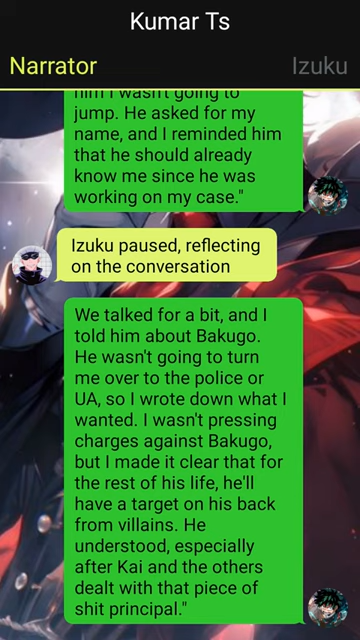 Kumar Ts
Narrator
Izuku
him I wasn't going to
jump. He asked for my
name, and I reminded him
that he should already
know me since he was
working on my case."
Izuku paused, reflecting
on the conversation
We talked for a bit, and I
told him about Bakugo.
He wasn't going to turn
me over to the police or
UA, so I wrote down what I
wanted. I wasn't pressing
charges against Bakugo,
but I made it clear that for
the rest of his life, he'll
have a target on his back
from villains. He
understood, especially
after Kai and the others
dealt with that piece of
shit principal."